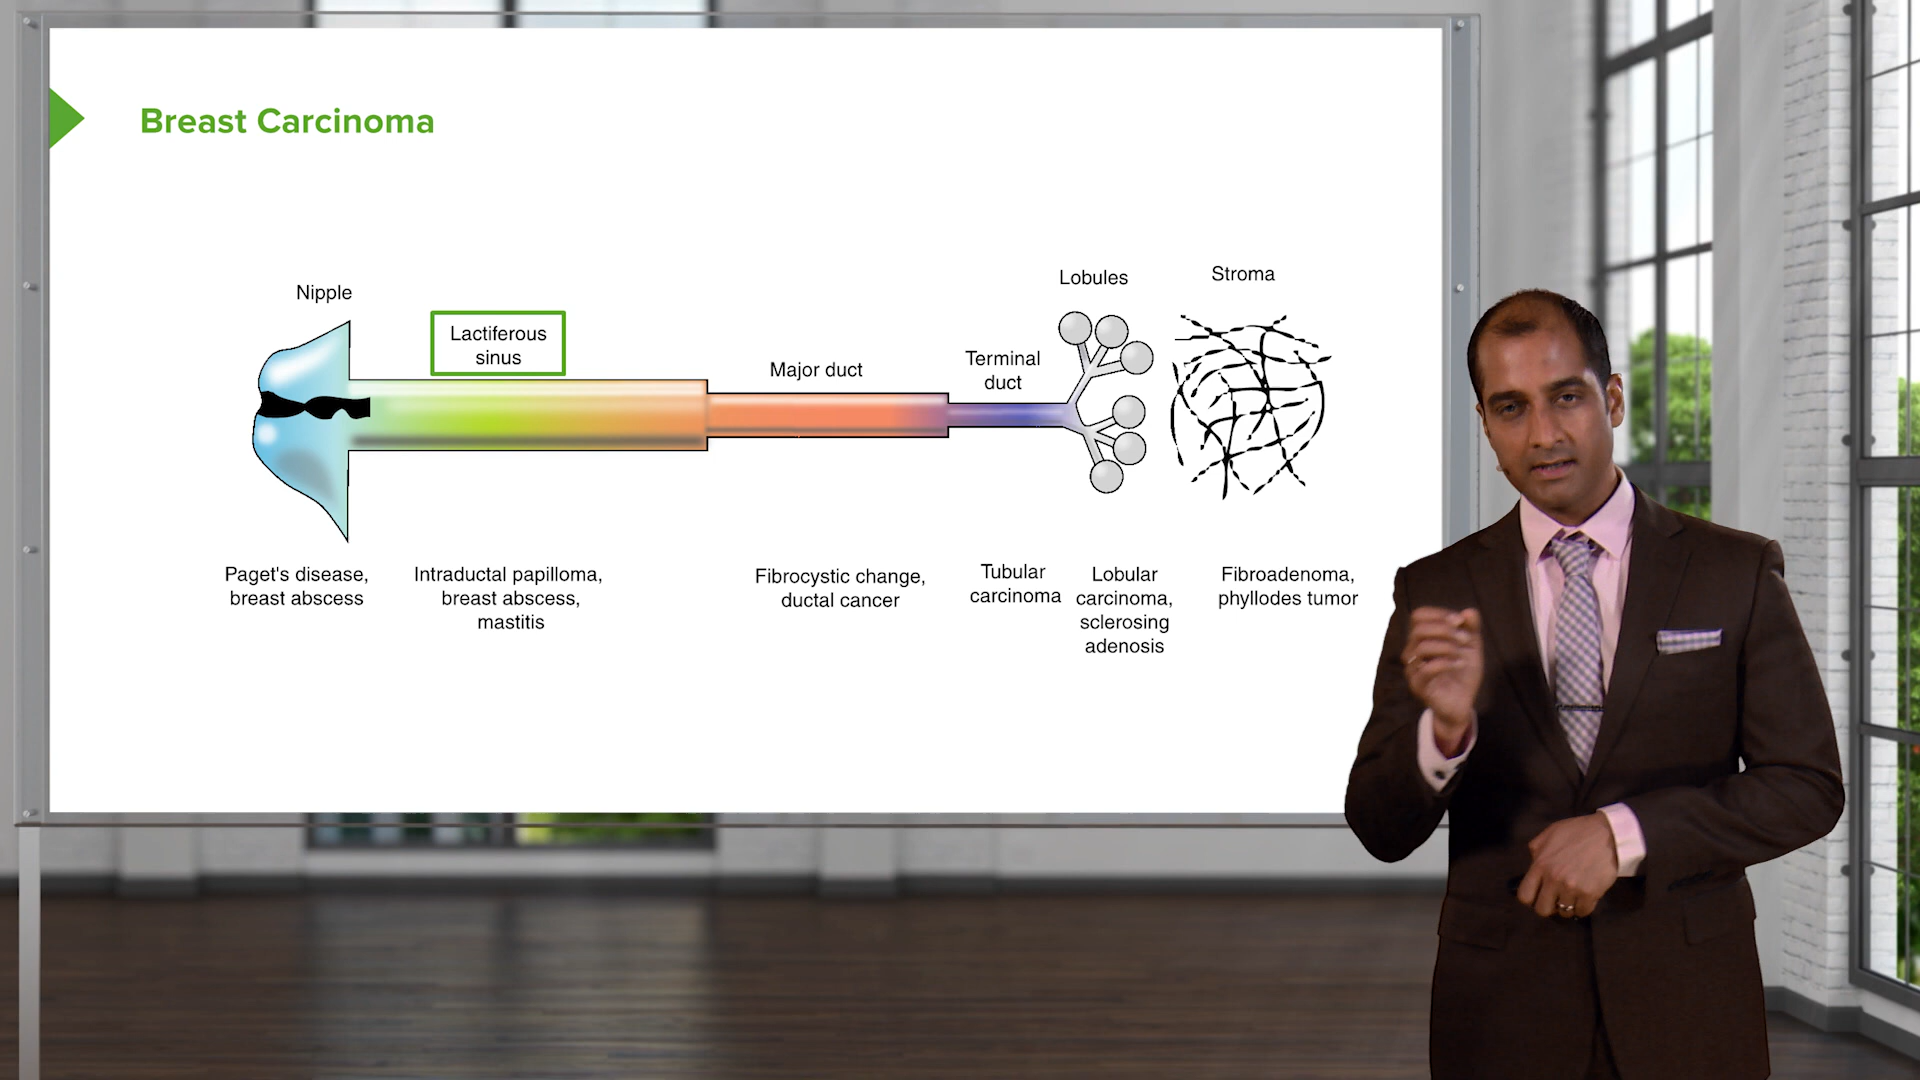 Breast Carcinoma
Nipple
Lactiferous
sinus
Major duct
Terminal
duct
Lobules
Stroma
Paget's disease,
breast abscess
Intraductal papilloma,
breast abscess,
mastitis
Fibrocystic change,
ductal cancer
Tubular
carcinoma
Lobular
carcinoma,
sclerosing
adenosis
Fibroadenoma,
phyllodes tumor